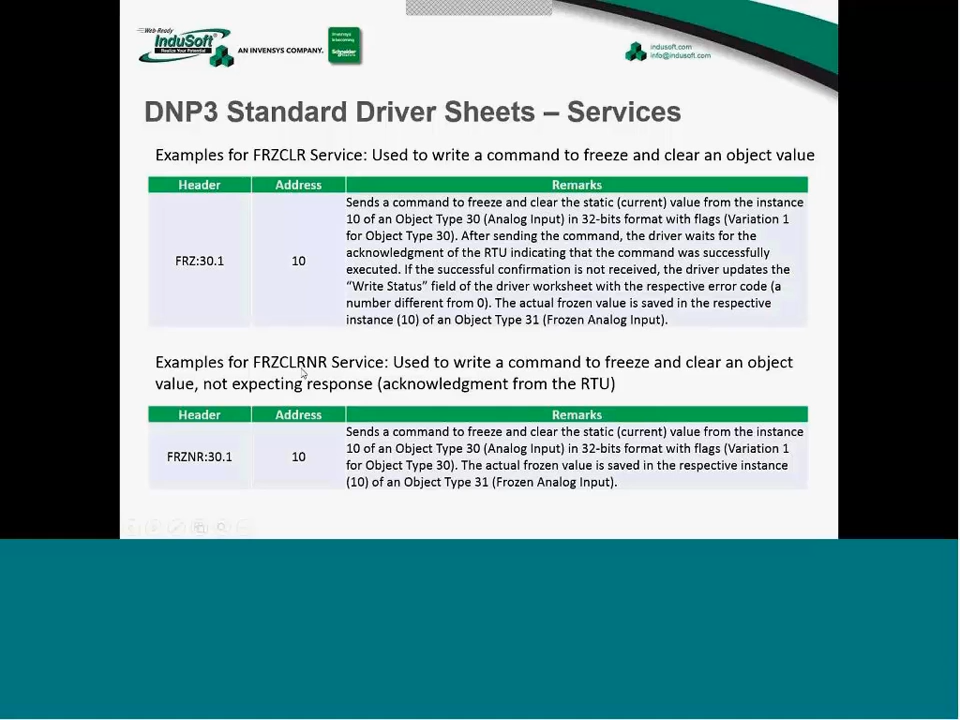 Web Ready
InduSoft
Realize Your Potential
AN INVENSYS COMPANY.
invensys
Schneider
indusoft.com
info@indusoft.com
DNP3 Standard Driver Sheets – Services
Examples for FRZCLR Service: Used to write a command to freeze and clear an object value
Header Address Remarks
Sends a command to freeze and clear the static (current) value from the instance
10 of an Object Type 30 (Analog Input) in 32-bits format with flags (Variation 1
for Object Type 30). After sending the command, the driver waits for the
acknowledgment of the RTU indicating that the command was successfully
FRZ:30.1 10 executed. If the successful confirmation is not received, the driver updates the
“Write Status” field of the driver worksheet with the respective error code (a
number different from 0). The actual frozen value is saved in the respective
instance (10) of an Object Type 31 (Frozen Analog Input).
Examples for FRZCLRNR Service: Used to write a command to freeze and clear an object
value, not expecting response (acknowledgment from the RTU)
Header Address Remarks
Sends a command to freeze and clear the static (current) value from the instance
FRZNR:30.1 10 10 of an Object Type 30 (Analog Input) in 32-bits format with flags (Variation 1
for Object Type 30). The actual frozen value is saved in the respective instance
(10) of an Object Type 31 (Frozen Analog Input).